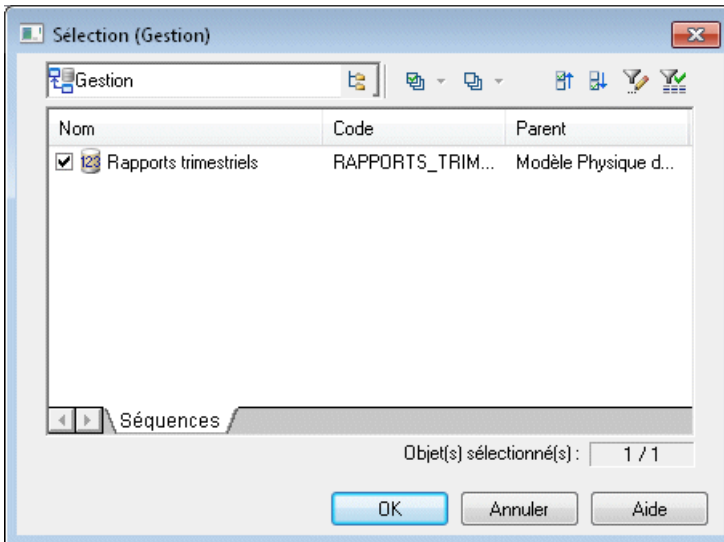 Sélection (Gestion)
Gestion
Nom Code Parent
123 Rapports trimestriels RAPPORTS_TRIM... Modèle Physique d...
Séquences
Objet(s) sélectionné(s) : 1 / 1
OK Annuler Aide